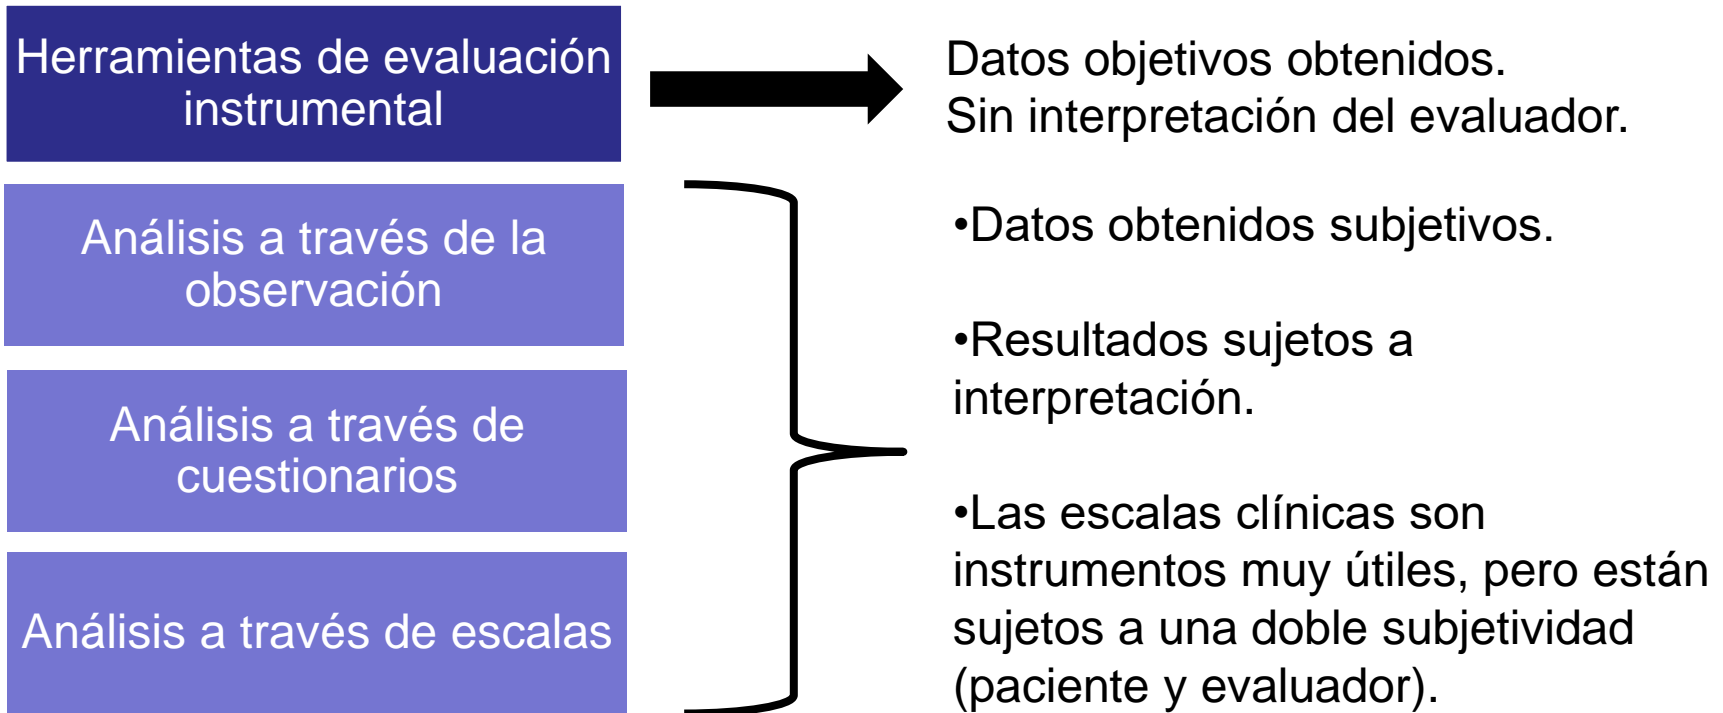 Herramientas de evaluación
instrumental
Datos objetivos obtenidos.
Sin interpretación del evaluador.
Análisis a través de la
observación
Análisis a través de
cuestionarios
Análisis a través de escalas
•Datos obtenidos subjetivos.
•Resultados sujetos a
interpretación.
•Las escalas clínicas son
instrumentos muy útiles, pero están
sujetos a una doble subjetividad
(paciente y evaluador).